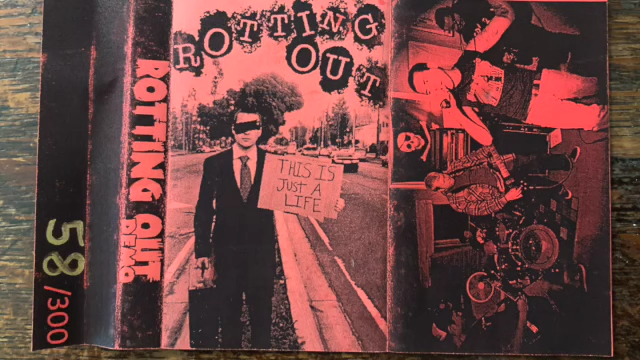 ROTTING
OUT
THIS IS
JUST A
LIFE
ROTTING OUT
DEMO
58/300